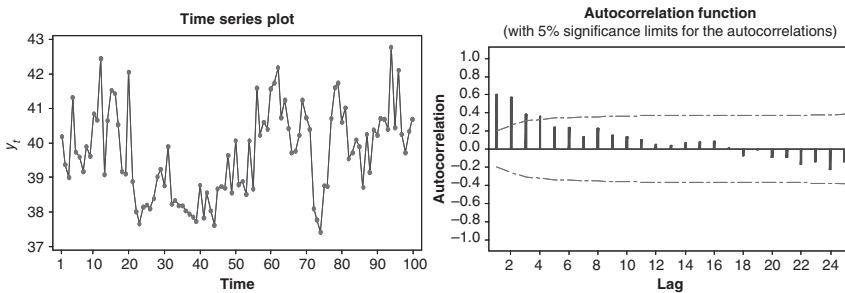 Time series plot
43
42
41
40
39
38
37
y_t
1 10 20 30 40 50 60 70 80 90 100
Time
Autocorrelation function
(with 5% significance limits for the autocorrelations)
1.0
0.8
0.6
0.4
0.2
0.0
−0.2
−0.4
−0.6
−0.8
−1.0
Autocorrelation
2 4 6 8 10 12 14 16 18 20 22 24
Lag